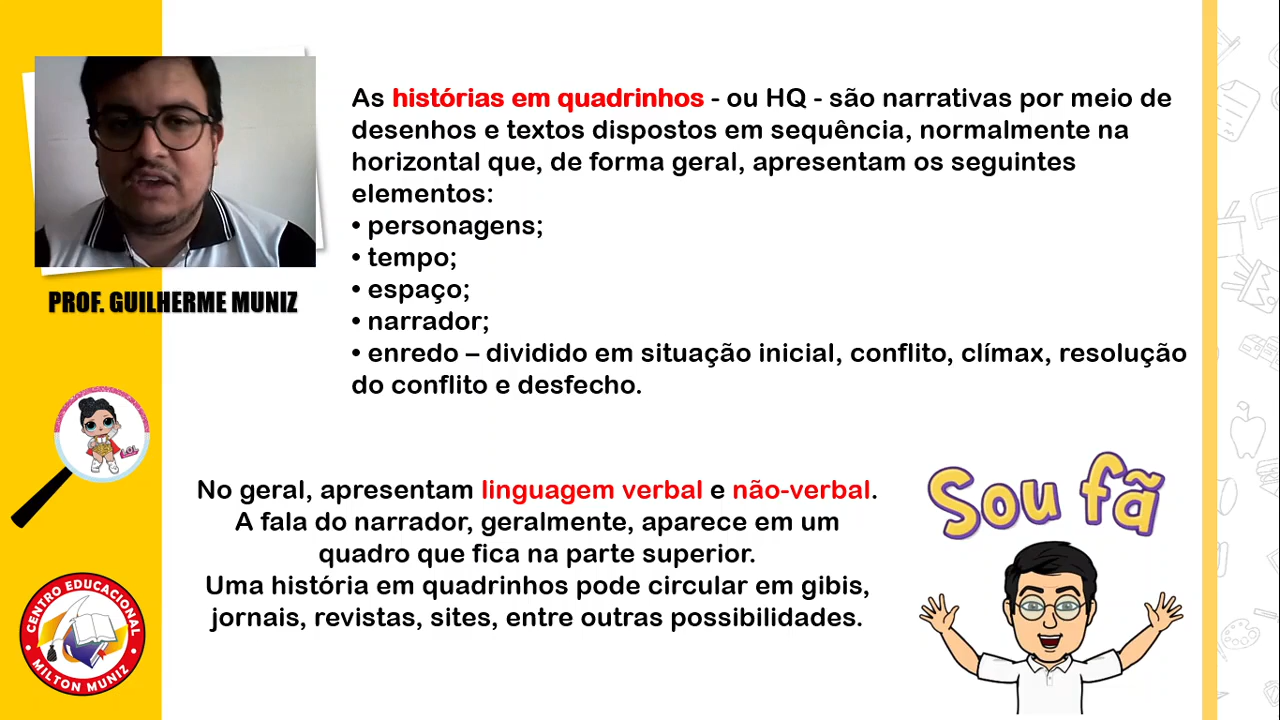 As histórias em quadrinhos - ou HQ - são narrativas por meio de
desenhos e textos dispostos em sequência, normalmente na
horizontal que, de forma geral, apresentam os seguintes
elementos:
• personagens;
• tempo;
• espaço;
• narrador;
• enredo – dividido em situação inicial, conflito, clímax, resolução
do conflito e desfecho.
PROF. GUILHERME MUNIZ
LOL
No geral, apresentam linguagem verbal e não-verbal.
A fala do narrador, geralmente, aparece em um
quadro que fica na parte superior.
Uma história em quadrinhos pode circular em gibis,
jornais, revistas, sites, entre outras possibilidades.
Sou fã
CENTRO EDUCACIONAL
• MILTON MUNIZ •